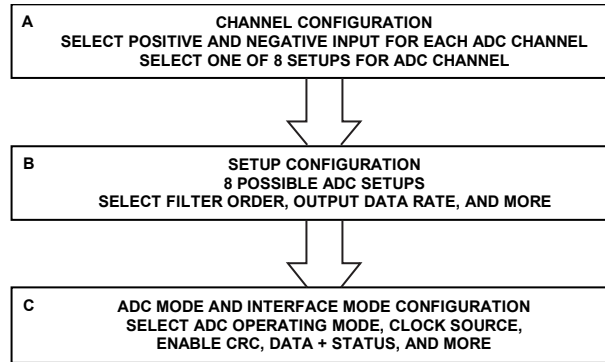 A
CHANNEL CONFIGURATION
SELECT POSITIVE AND NEGATIVE INPUT FOR EACH ADC CHANNEL
SELECT ONE OF 8 SETUPS FOR ADC CHANNEL
B
SETUP CONFIGURATION
8 POSSIBLE ADC SETUPS
SELECT FILTER ORDER, OUTPUT DATA RATE, AND MORE
C
ADC MODE AND INTERFACE MODE CONFIGURATION
SELECT ADC OPERATING MODE, CLOCK SOURCE,
ENABLE CRC, DATA + STATUS, AND MORE